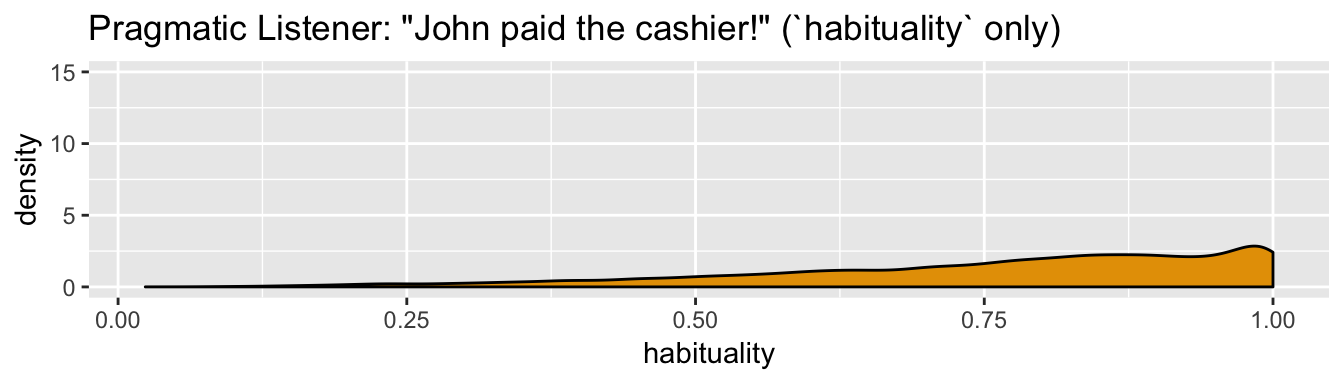 Pragmatic Listener: "John paid the cashier!" (`habituality` only)
15
10
5
0
density
0.00 0.25 0.50 0.75 1.00
habituality